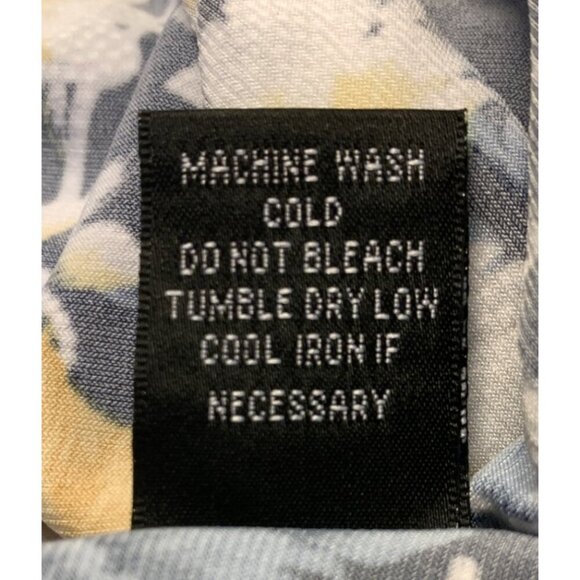 MACHINE WASH
COLD
DO NOT BLEACH
TUMBLE DRY LOW
COOL IRON IF
NECESSARY